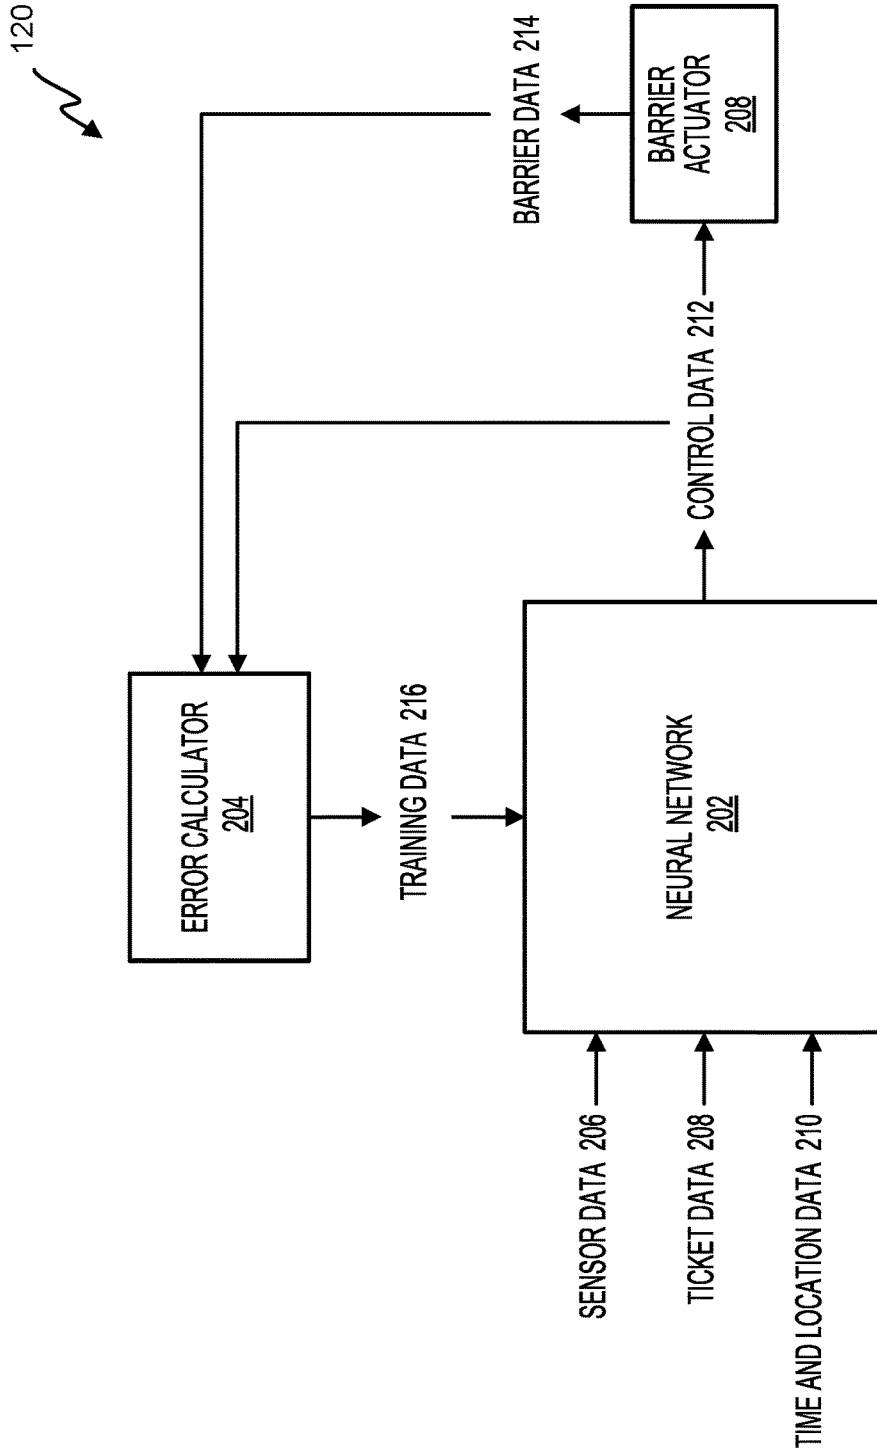 120
ERROR CALCULATOR
204
BARRIER DATA 214
TRAINING DATA 216
SENSOR DATA 206
TICKET DATA 208
TIME AND LOCATION DATA 210
NEURAL NETWORK
202
CONTROL DATA 212
BARRIER
ACTUATOR
208